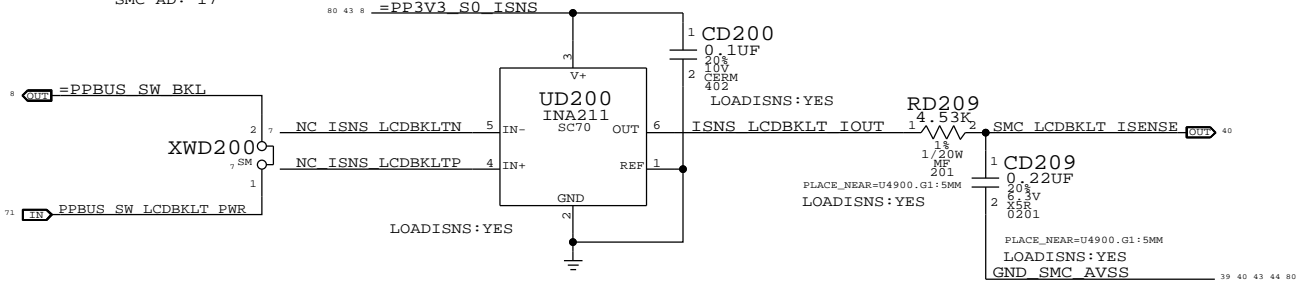 SMC AD: 17
80 43 8 =PP3V3_S0_ISNS
1 CD200
0.1UF
20%
10V
2 CERM
402
LOADISNS:YES
3
V+
UD200
INA211
SC70
5 IN-
4 IN+
OUT 6
REF 1
GND
2
LOADISNS:YES
8 OUT =PPBUS_SW_BKL
2 7 NC_ISNS_LCDBKLTN
XWD200
7 SM NC_ISNS_LCDBKLTP
1
71 IN PPBUS_SW_LCDBKLT_PWR
ISNS_LCDBKLT_IOUT
RD209
4.53K
1 2
1%
1/20W
MF
201
PLACE_NEAR=U4900.G1:5MM
LOADISNS:YES
SMC_LCDBKLT_ISENSE OUT 40
1 CD209
0.22UF
20%
6.3V
2 X5R
0201
PLACE_NEAR=U4900.G1:5MM
LOADISNS:YES
GND_SMC_AVSS 39 40 43 44 80